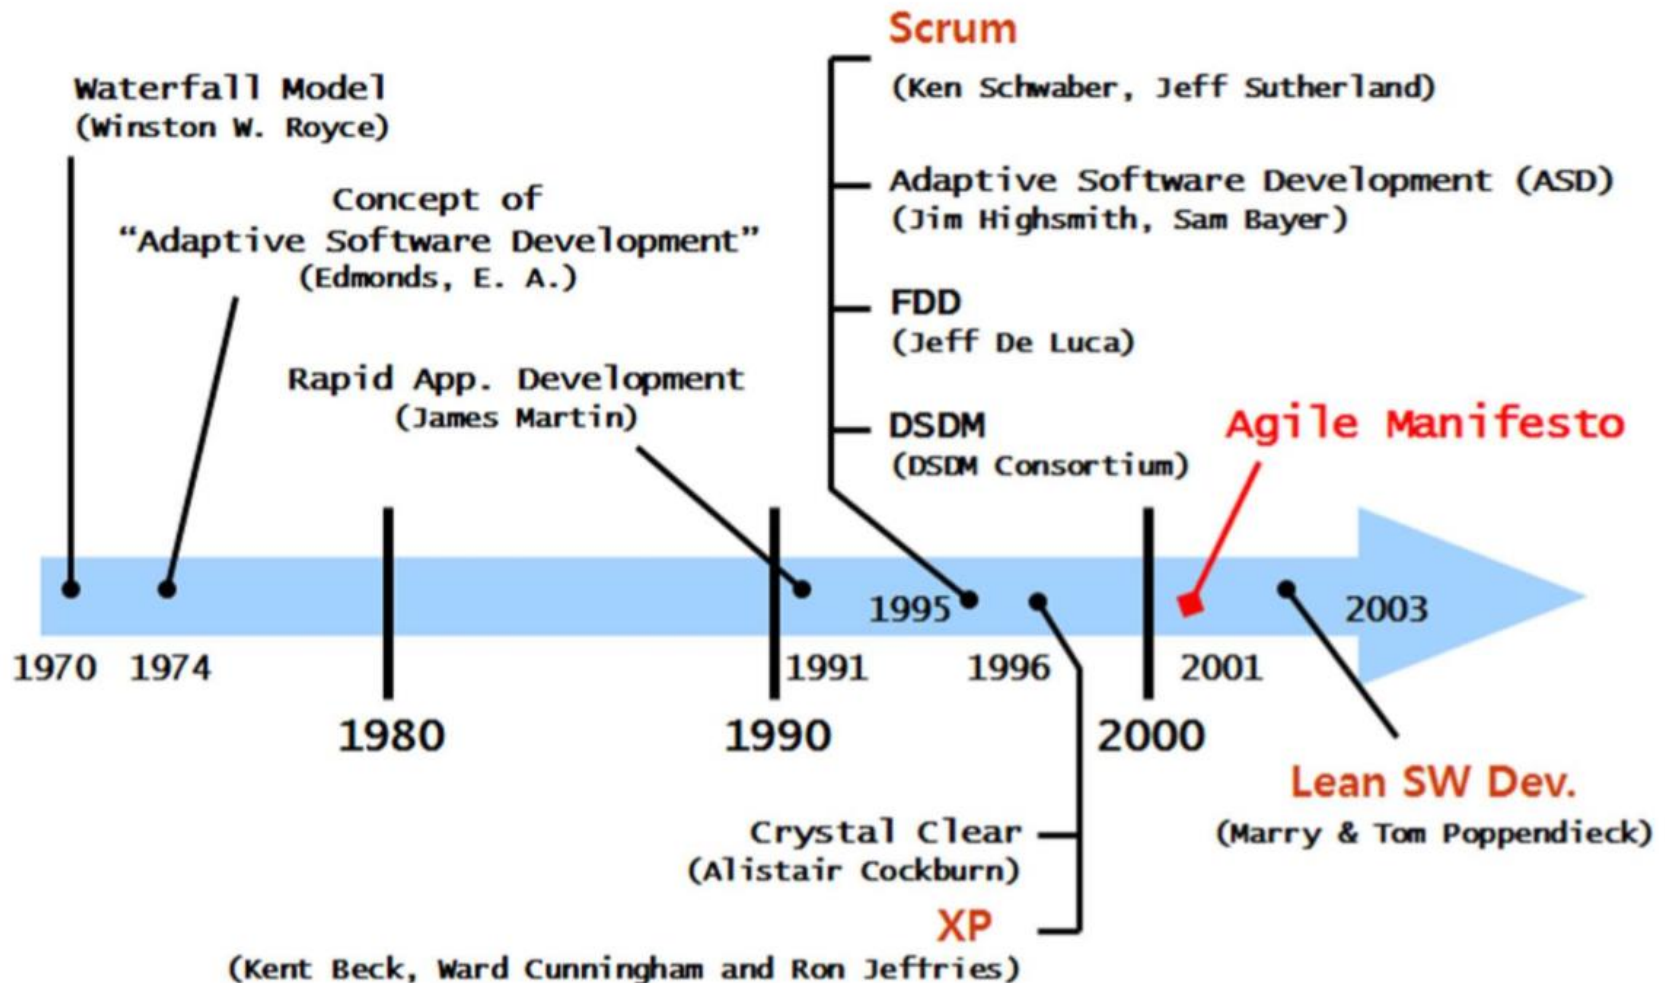 Scrum
(Ken Schwaber, Jeff Sutherland)
Waterfall Model
(Winston W. Royce)
Adaptive Software Development (ASD)
(Jim Highsmith, Sam Bayer)
Concept of
“Adaptive Software Development”
(Edmonds, E. A.)
FDD
(Jeff De Luca)
Rapid App. Development
(James Martin)
DSDM
(DSDM Consortium)
Agile Manifesto
1995
2003
1970
1974
1991
1996
2001
1980
1990
2000
Lean SW Dev.
(Marry & Tom Poppendieck)
Crystal Clear
(Alistair Cockburn)
XP
(Kent Beck, Ward Cunningham and Ron Jeffries)